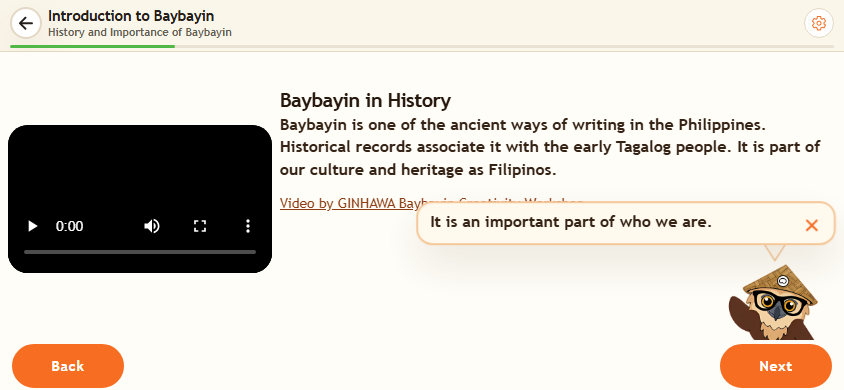 Introduction to Baybayin
History and Importance of Baybayin
Baybayin in History
Baybayin is one of the ancient ways of writing in the Philippines.
Historical records associate it with the early Tagalog people. It is part of
our culture and heritage as Filipinos.
Video by GINHAWA
It is an important part of who we are.
0:00
Back
Next